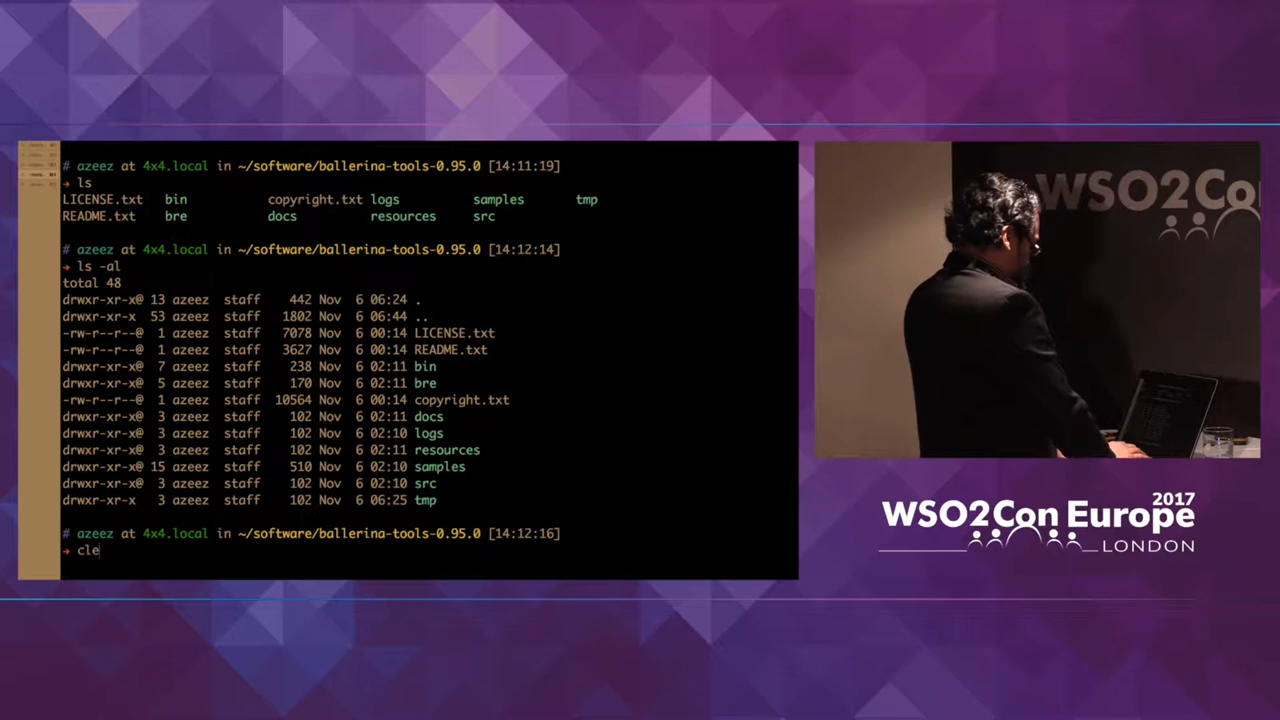 # azeez at 4x4.local in ~/software/ballerina-tools-0.95.0 [14:11:19]
→ ls
LICENSE.txt bin copyright.txt logs samples tmp
README.txt bre docs resources src
# azeez at 4x4.local in ~/software/ballerina-tools-0.95.0 [14:12:14]
→ ls -al
total 48
drwxr-xr-x@ 13 azeez staff 442 Nov 6 06:24 .
drwxr-xr-x 53 azeez staff 1802 Nov 6 06:44 ..
-rw-r--r--@ 1 azeez staff 7078 Nov 6 00:14 LICENSE.txt
-rw-r--r--@ 1 azeez staff 3627 Nov 6 00:14 README.txt
drwxr-xr-x@ 7 azeez staff 238 Nov 6 02:11 bin
drwxr-xr-x@ 5 azeez staff 170 Nov 6 02:11 bre
-rw-r--r--@ 1 azeez staff 10564 Nov 6 00:14 copyright.txt
drwxr-xr-x@ 3 azeez staff 102 Nov 6 02:11 docs
drwxr-xr-x@ 3 azeez staff 102 Nov 6 02:10 logs
drwxr-xr-x@ 3 azeez staff 102 Nov 6 02:11 resources
drwxr-xr-x@ 15 azeez staff 510 Nov 6 02:10 samples
drwxr-xr-x@ 3 azeez staff 102 Nov 6 02:10 src
drwxr-xr-x 3 azeez staff 102 Nov 6 06:25 tmp
# azeez at 4x4.local in ~/software/ballerina-tools-0.95.0 [14:12:16]
→ cle
WSO2Co
2017
WSO2Con Europe
LONDON